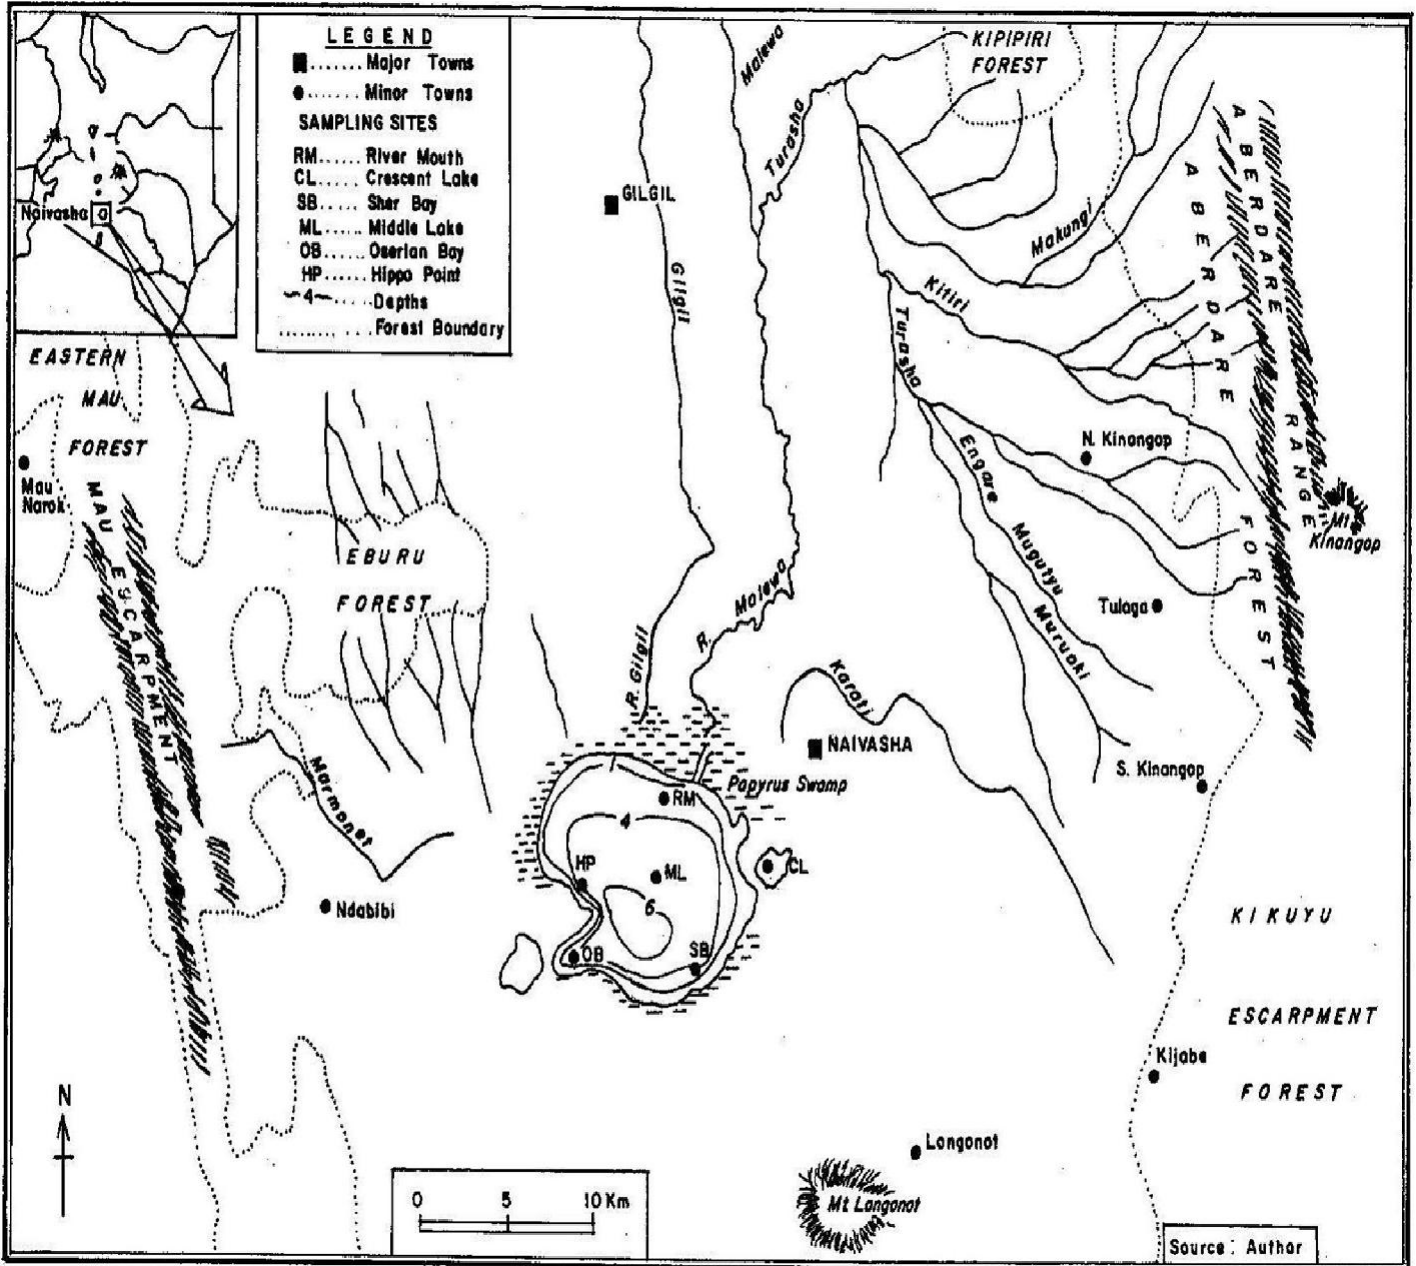 LEGEND
....... Major Towns
....... Minor Towns
SAMPLING SITES
RM...... River Mouth
CL..... Crescent Lake
SB..... Sher Bay
ML...... Middle Lake
OB...... Oserian Bay
HP...... Hippo Point
4 ..... Depths
Forest Boundary
Naivasha
KIPIPIRI
FOREST
Malewa
Turasha
GILGIL
Gilgil
Makungi
Kitiri
Turasha
ABERDARE
RANGE
ABERDARE
FOREST
EASTERN
MAU
FOREST
Mau
Narok
MAU ESCARPMENT
EBURU
FOREST
N. Kinangop
Engare Mugutyu
Muruaki
Mt
Kinangop
Tulaga
R. Gilgil
R. Malewa
Karati
NAIVASHA
S. Kinangop
Papyrus Swamp
Marmonet
Ndabibi
RM
4
HP
ML
CL
6
OB
SB
KIKUYU
ESCARPMENT
FOREST
Kijabe
Longonot
Mt Longonot
N
0 5 10 Km
Source: Author